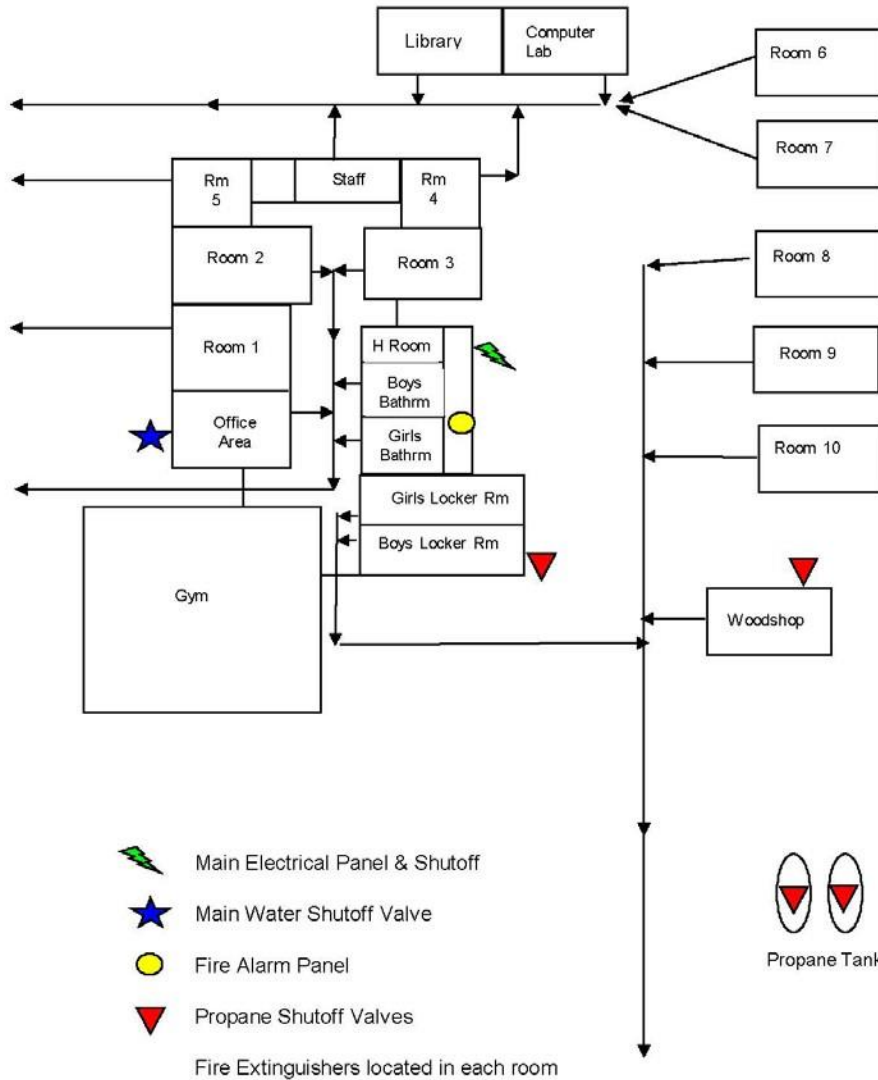 Library
Computer
Lab
Room 6
Room 7
Rm
5
Staff
Rm
4
Room 2
Room 3
Room 8
Room 1
H Room
Room 9
Boys
Bathrm
Office
Area
Girls
Bathrm
Room 10
Girls Locker Rm
Boys Locker Rm
Gym
Woodshop
Main Electrical Panel & Shutoff
Main Water Shutoff Valve
Fire Alarm Panel
Propane Tank
Propane Shutoff Valves
Fire Extinguishers located in each room